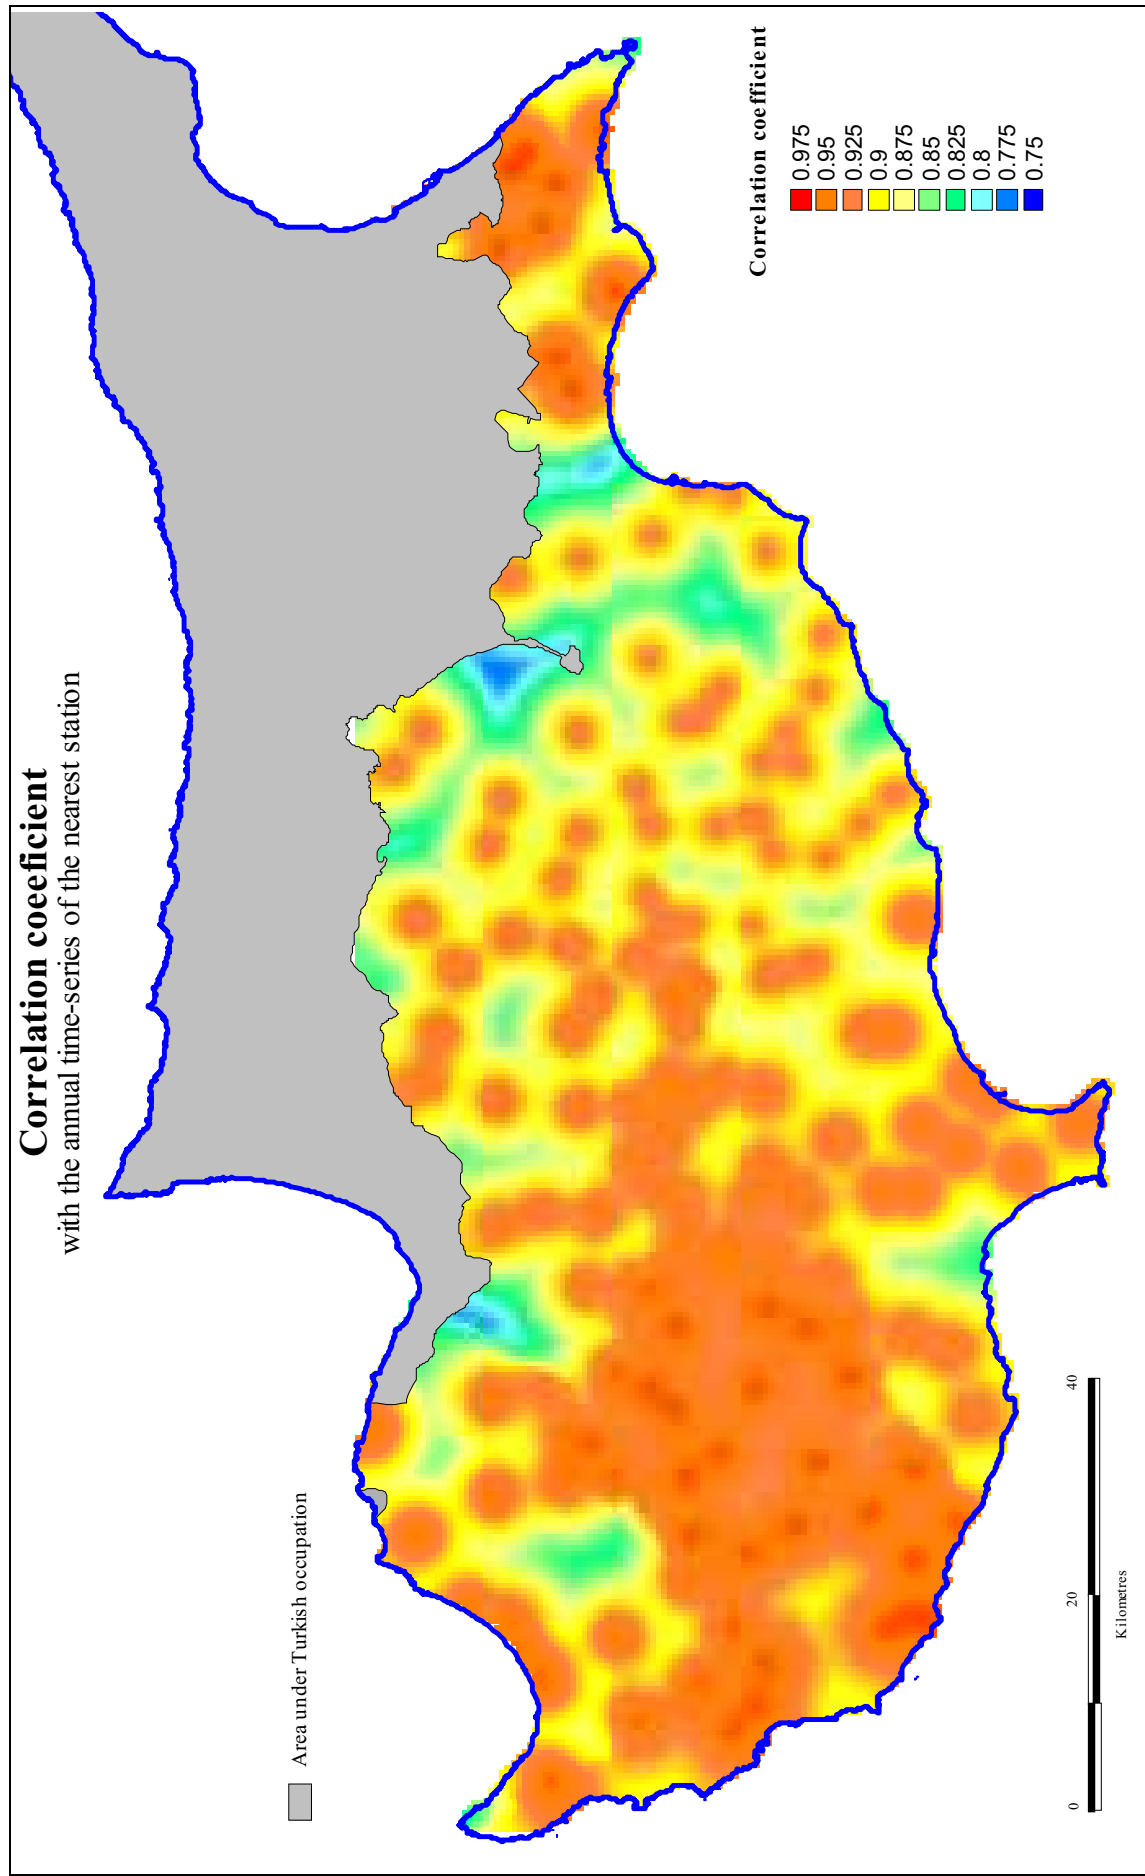 Correlation coeeficient
with the annual time-series of the nearest station
Area under Turkish occupation
Correlation coefficient
0.975
0.95
0.925
0.9
0.875
0.85
0.825
0.8
0.775
0.75
0 20 40
Kilometres